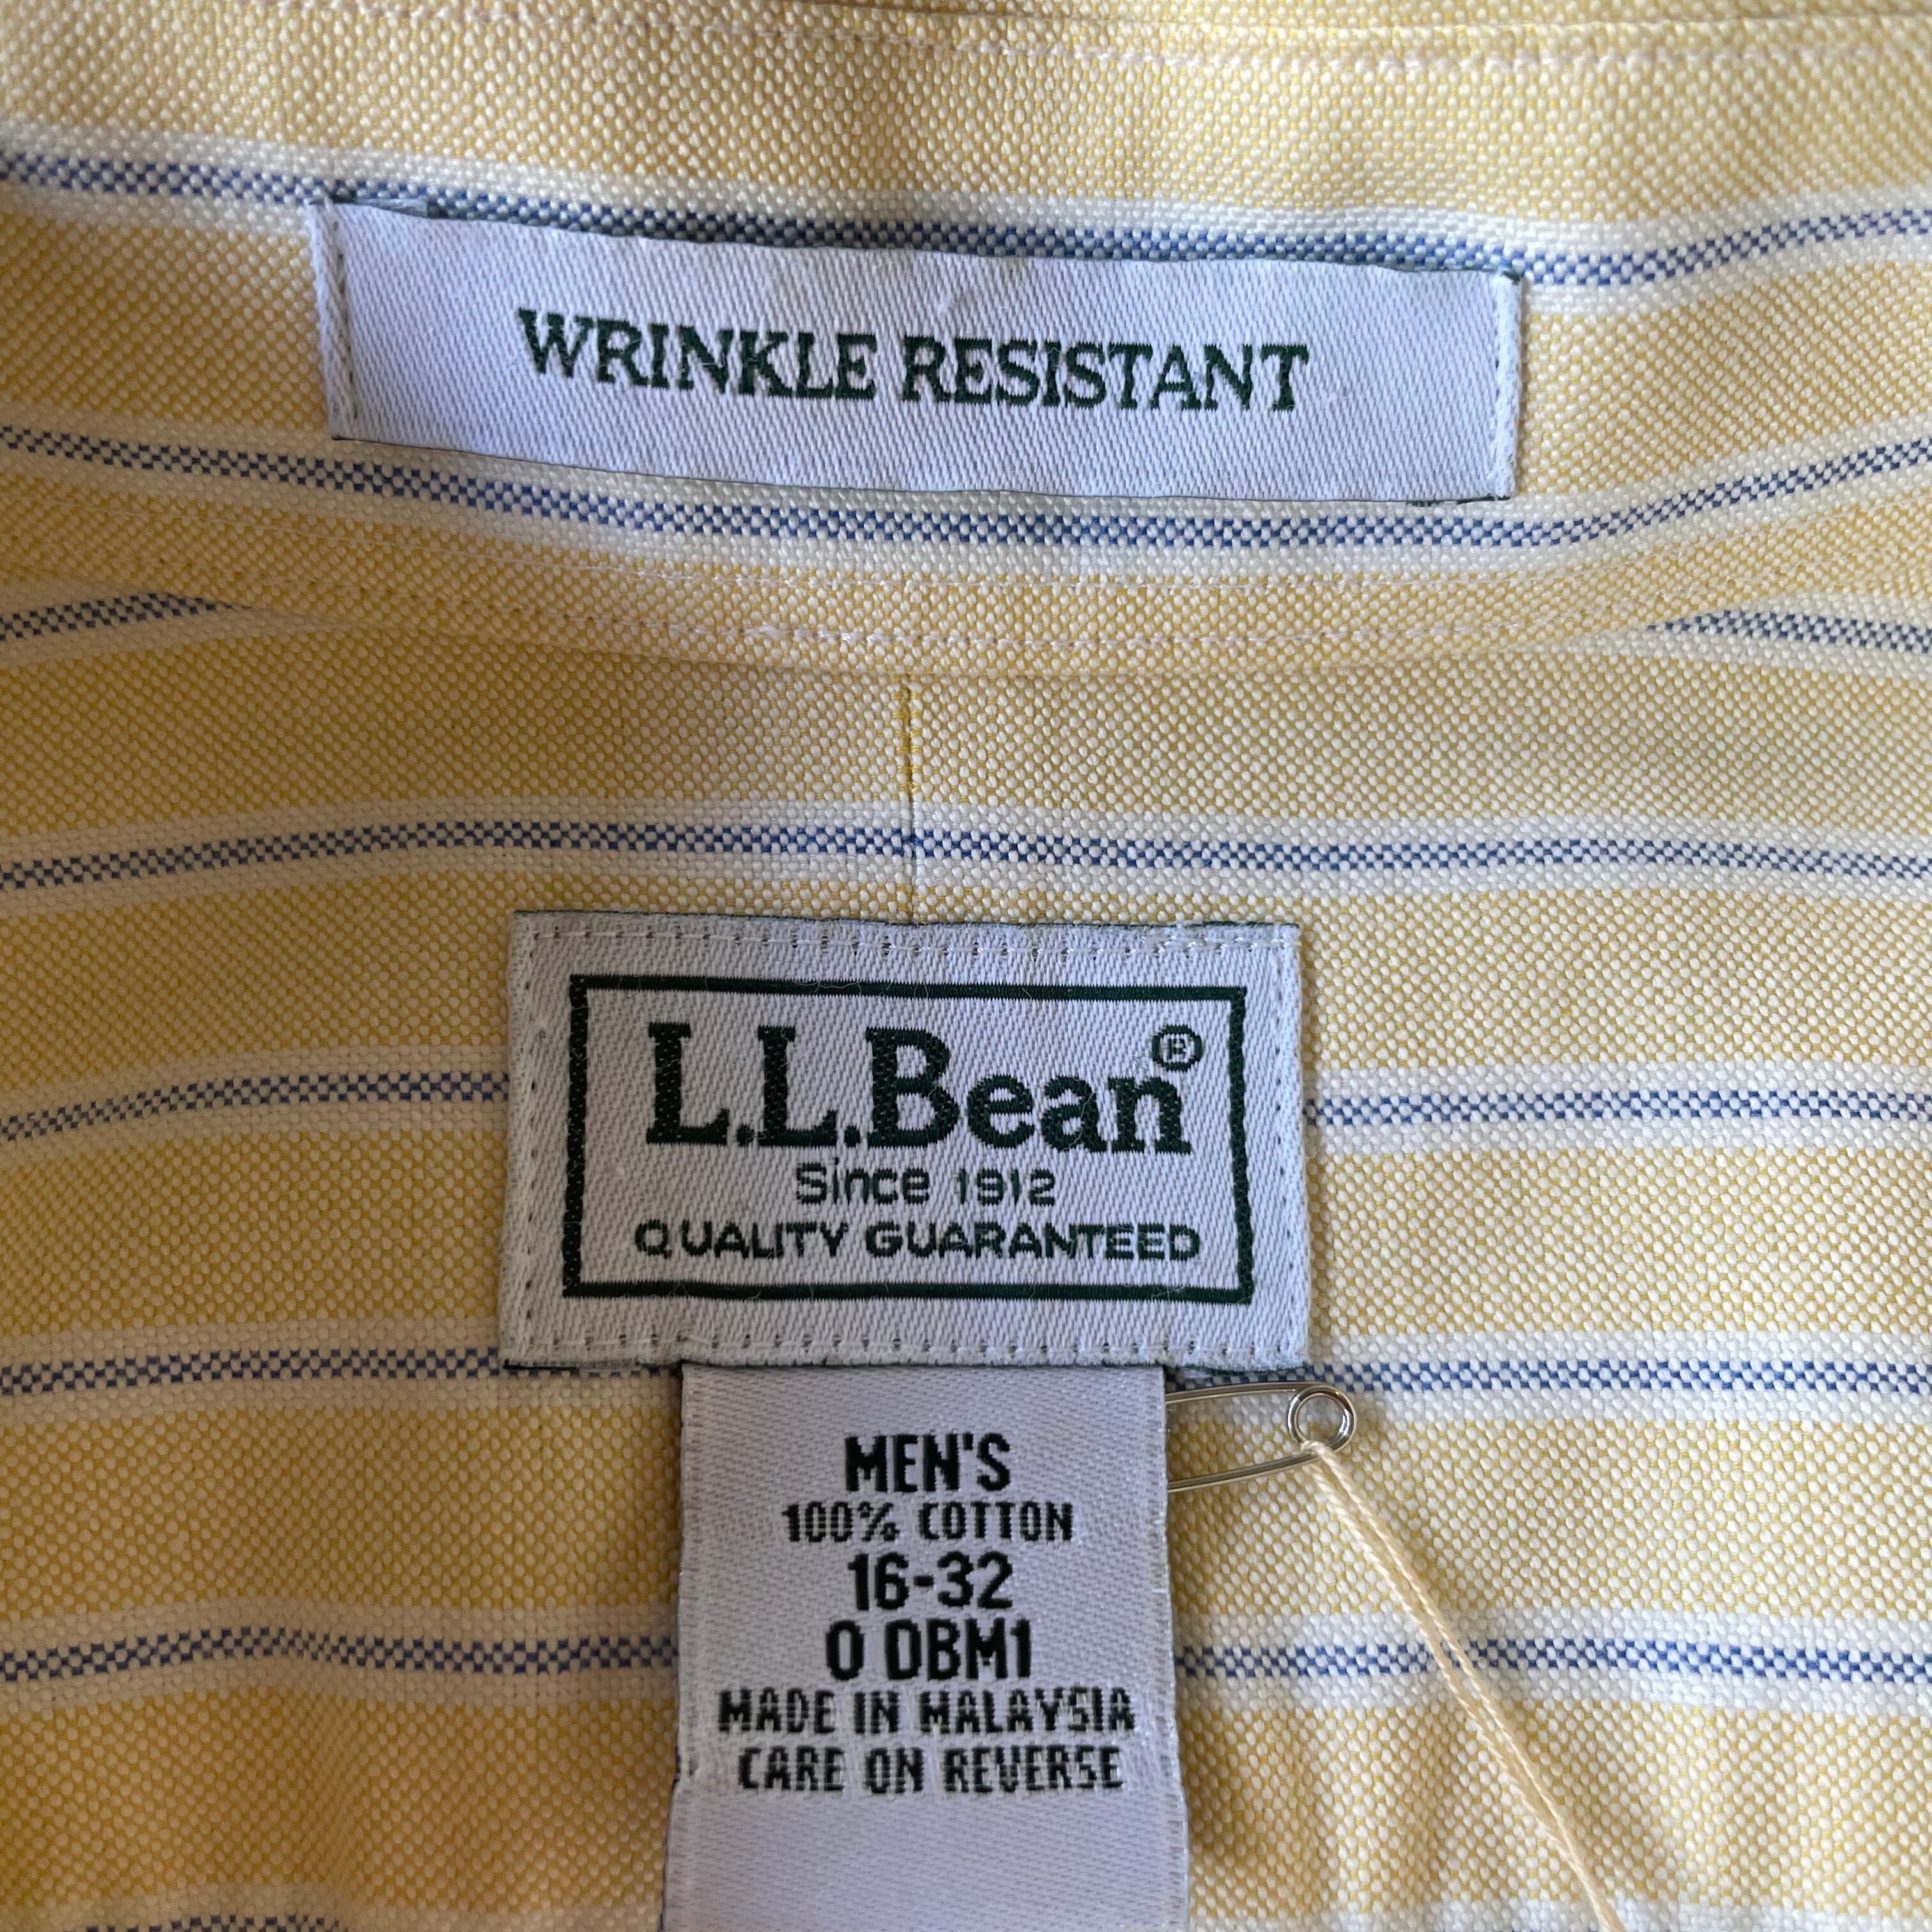 WRINKLE RESISTANT
L.L.Bean®
Since 1912
QUALITY GUARANTEED
MEN'S
100% COTTON
16-32
0 DBM1
MADE IN MALAYSIA
CARE ON REVERSE